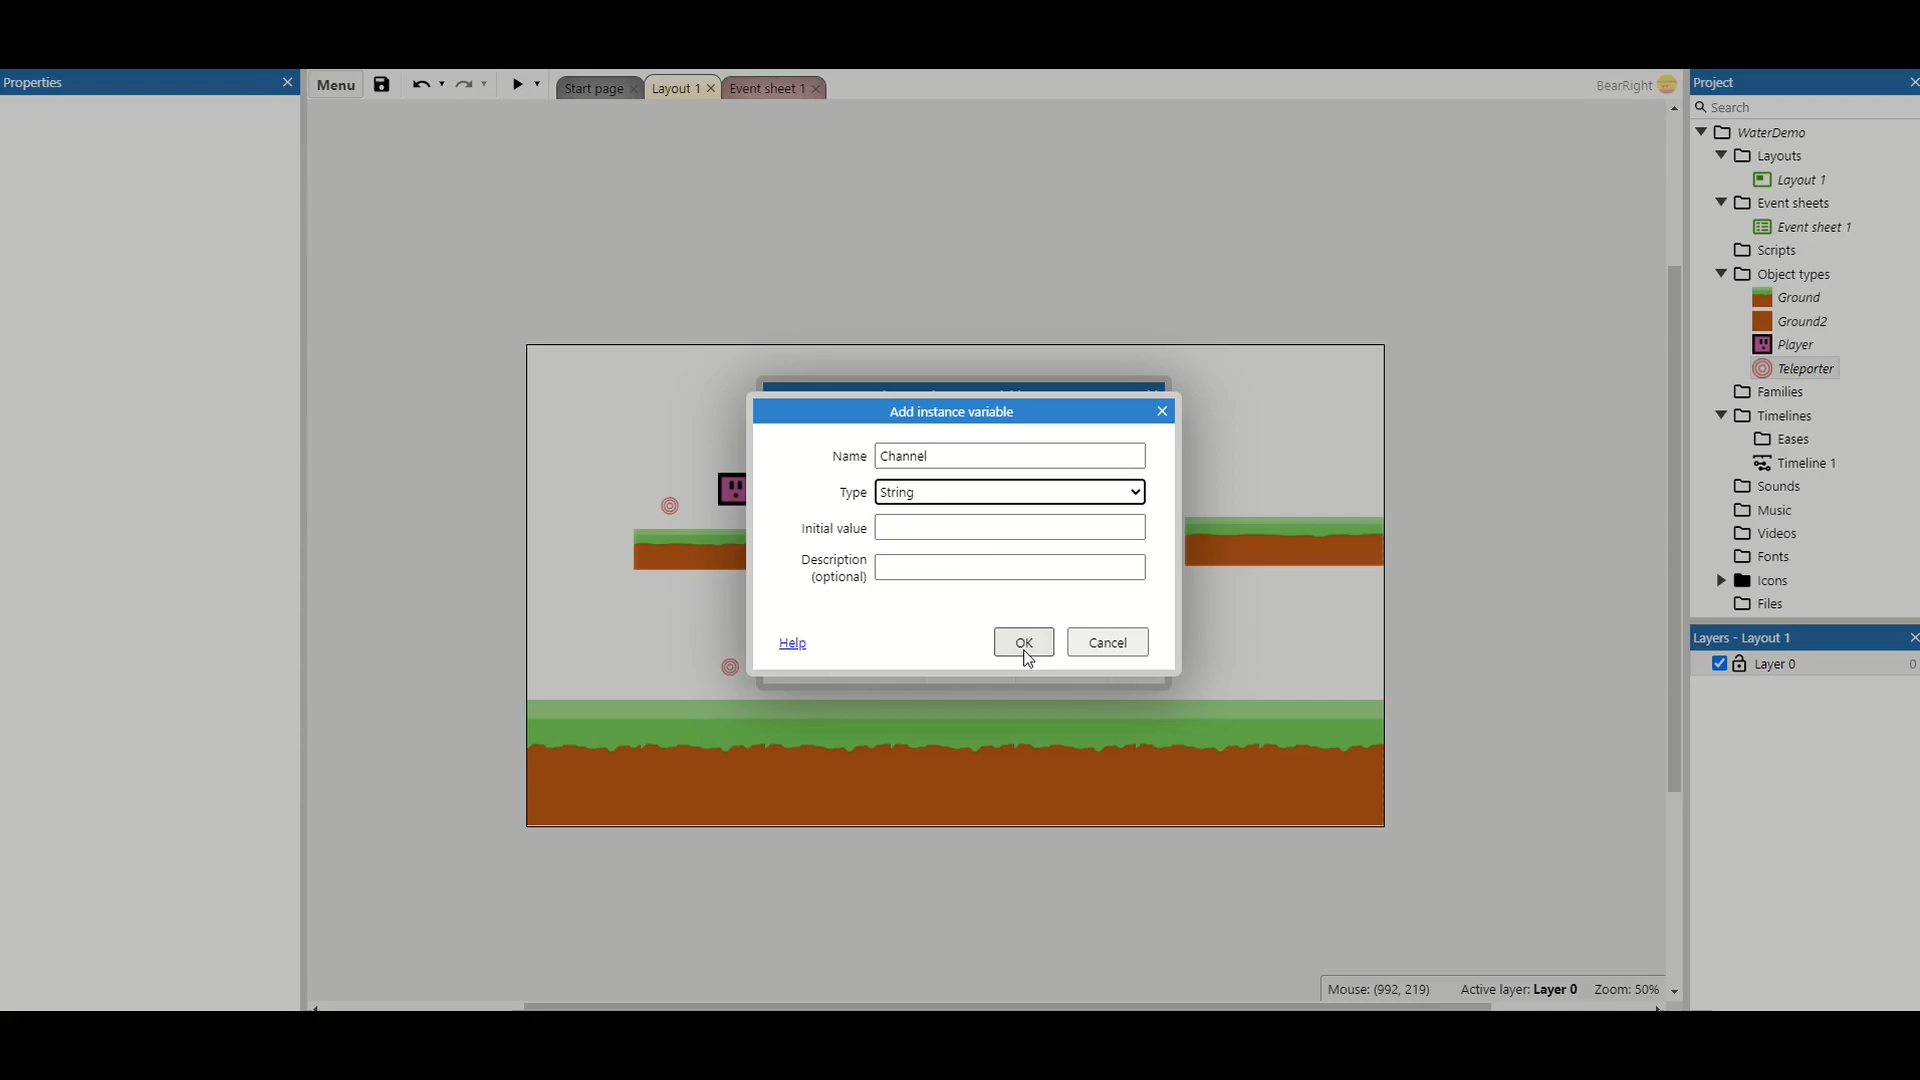 Properties
Menu
Start page
Layout 1
Event sheet 1
BearRight
Project
Search
WaterDemo
Layouts
Layout 1
Event sheets
Event sheet 1
Scripts
Object types
Ground
Ground2
Player
Teleporter
Families
Timelines
Eases
Timeline 1
Sounds
Music
Videos
Fonts
Icons
Files
Layers - Layout 1
Layer 0
0
Add instance variable
Name
Channel
Type
String
Initial value
Description
(optional)
Help
OK
Cancel
Mouse: (992, 219) Active layer: Layer 0 Zoom: 50%